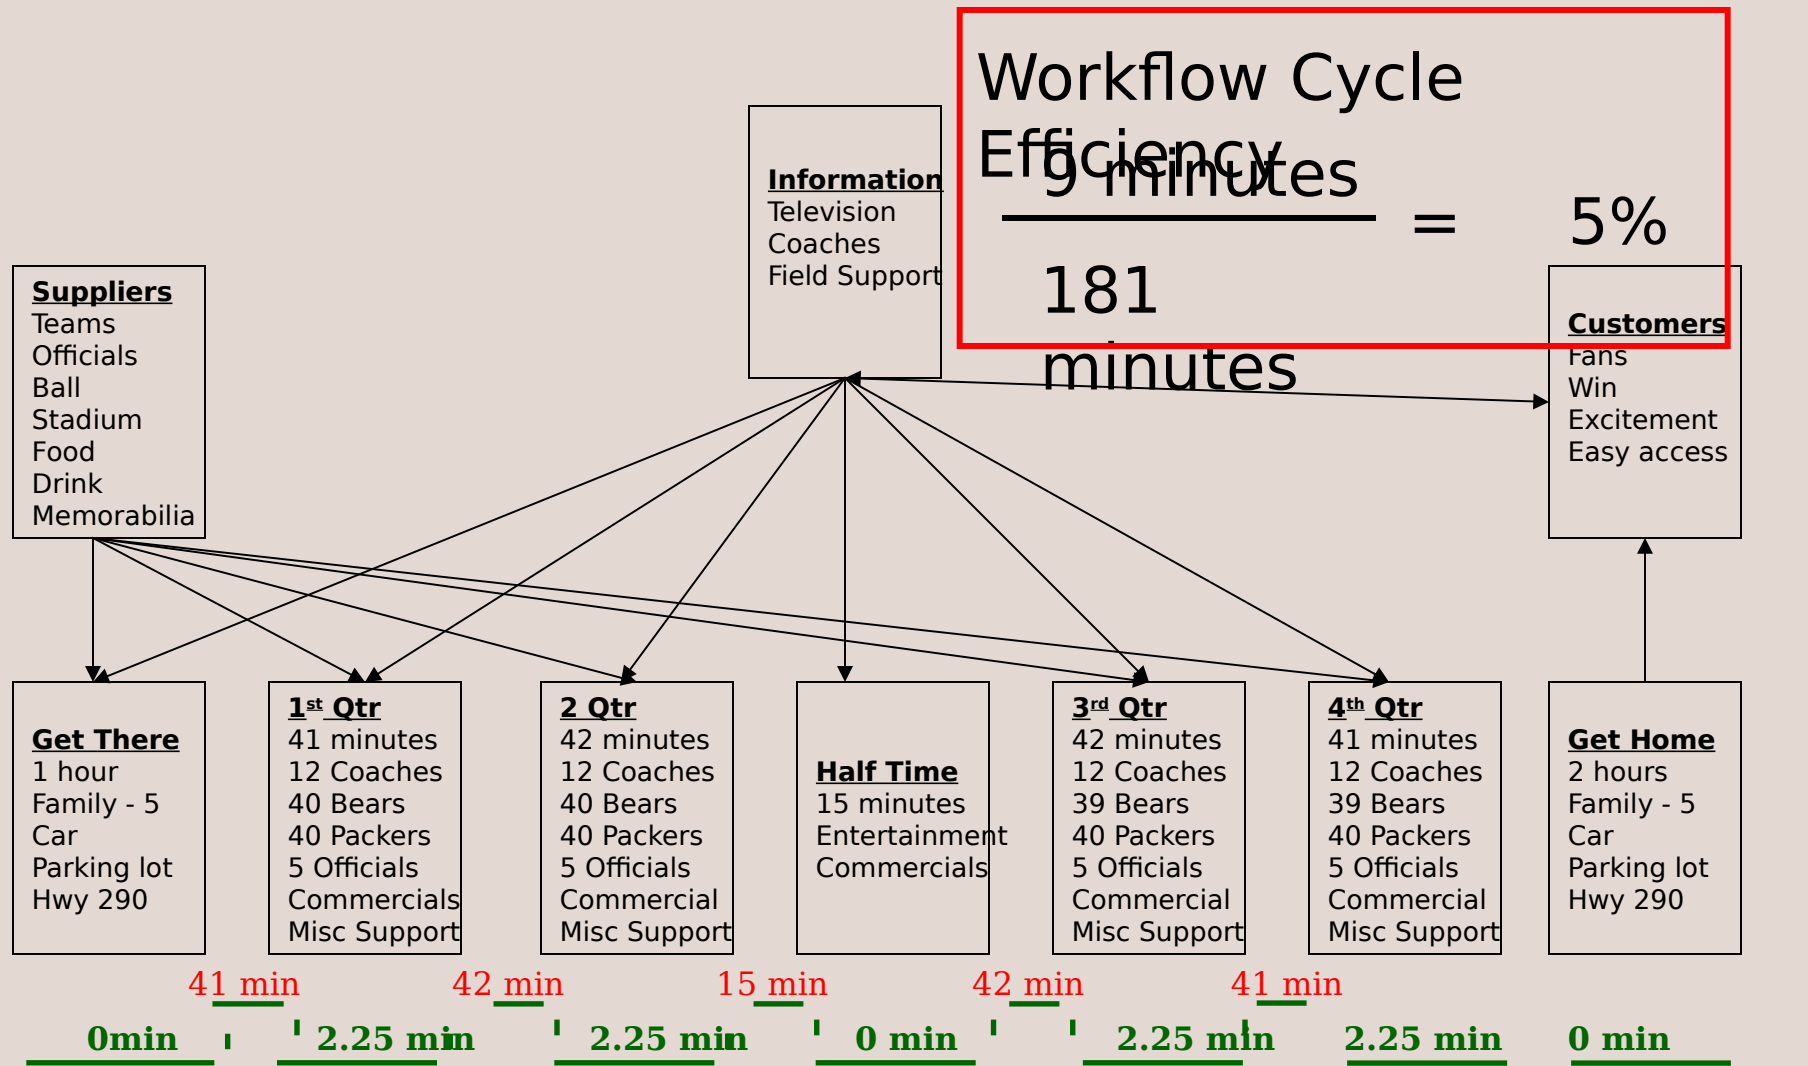 Workflow Cycle
Efficiency
9 minutes
181
minutes
=
5%
Information
Television
Coaches
Field Support
Suppliers
Teams
Officials
Ball
Stadium
Food
Drink
Memorabilia
Customers
Fans
Win
Excitement
Easy access
Get There
1 hour
Family - 5
Car
Parking lot
Hwy 290
1st Qtr
41 minutes
12 Coaches
40 Bears
40 Packers
5 Officials
Commercials
Misc Support
2 Qtr
42 minutes
12 Coaches
40 Bears
40 Packers
5 Officials
Commercial
Misc Support
Half Time
15 minutes
Entertainment
Commercials
3rd Qtr
42 minutes
12 Coaches
39 Bears
40 Packers
5 Officials
Commercial
Misc Support
4th Qtr
41 minutes
12 Coaches
39 Bears
40 Packers
5 Officials
Commercial
Misc Support
Get Home
2 hours
Family - 5
Car
Parking lot
Hwy 290
41 min
42 min
15 min
42 min
41 min
0min
2.25 min
2.25 min
0 min
2.25 min
2.25 min
0 min